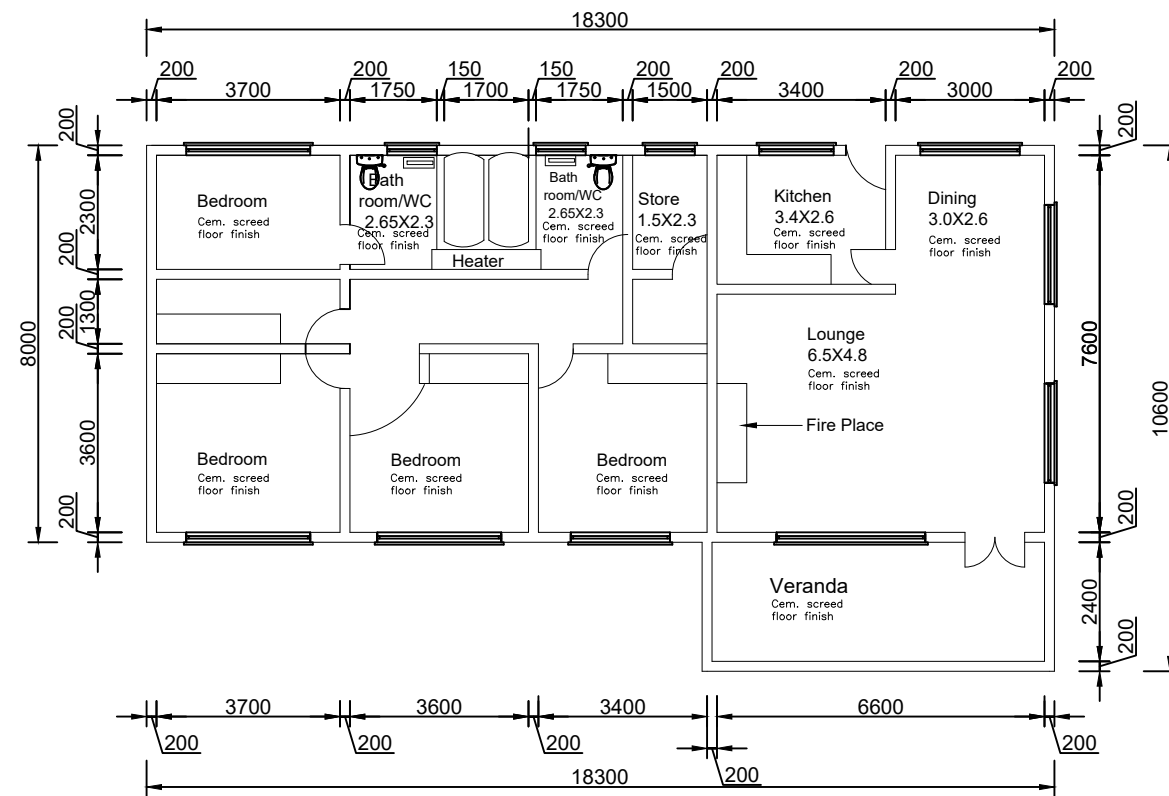 18300
200
200
150
150
200
200
200
200
3700
1750
1700
1750
1500
3400
3000
200
2300
200
1300
200
3600
200
8000
Bedroom
Cem. screed
floor finish
Bath
room/WC
2.65X2.3
Cem. screed
floor finish
Heater
Bath
room/WC
2.65X2.3
Cem. screed
floor finish
Store
1.5X2.3
Cem. screed
floor finish
Kitchen
3.4X2.6
Cem. screed
floor finish
Dining
3.0X2.6
Cem. screed
floor finish
Lounge
6.5X4.8
Cem. screed
floor finish
Fire Place
Bedroom
Cem. screed
floor finish
Bedroom
Cem. screed
floor finish
Bedroom
Cem. screed
floor finish
Veranda
Cem. screed
floor finish
200
7600
200
2400
200
10600
3700
3600
3400
6600
200
200
200
200
200
18300